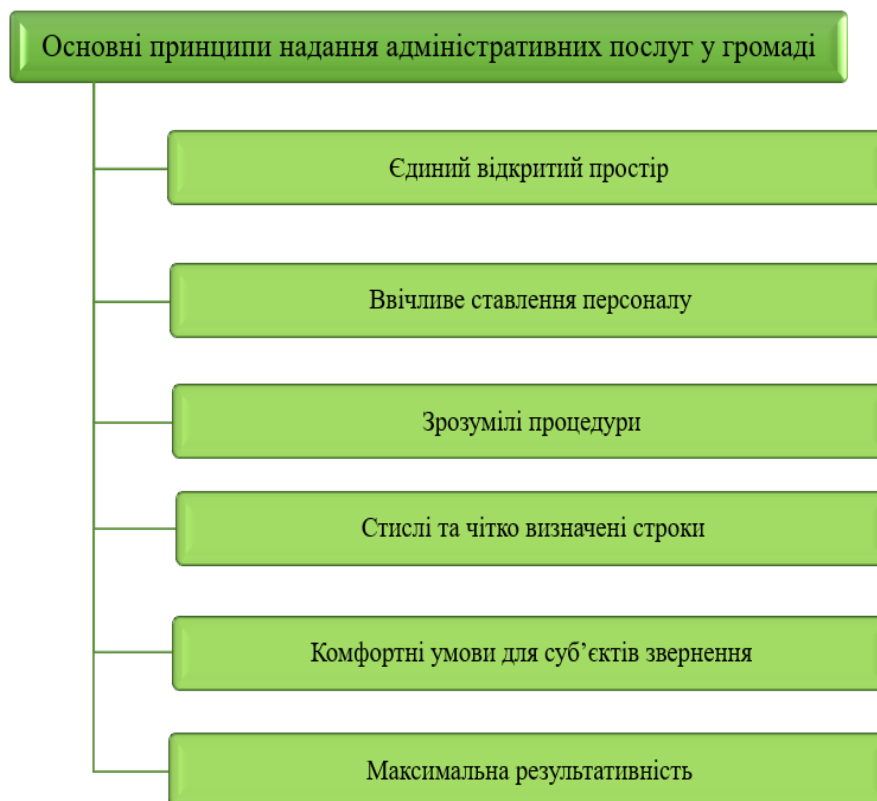 Основні принципи надання адміністративних послуг у громаді
Єдиний відкритий простір
Ввічливе ставлення персоналу
Зрозумілі процедури
Стислі та чітко визначені строки
Комфортні умови для суб’єктів звернення
Максимальна результативність